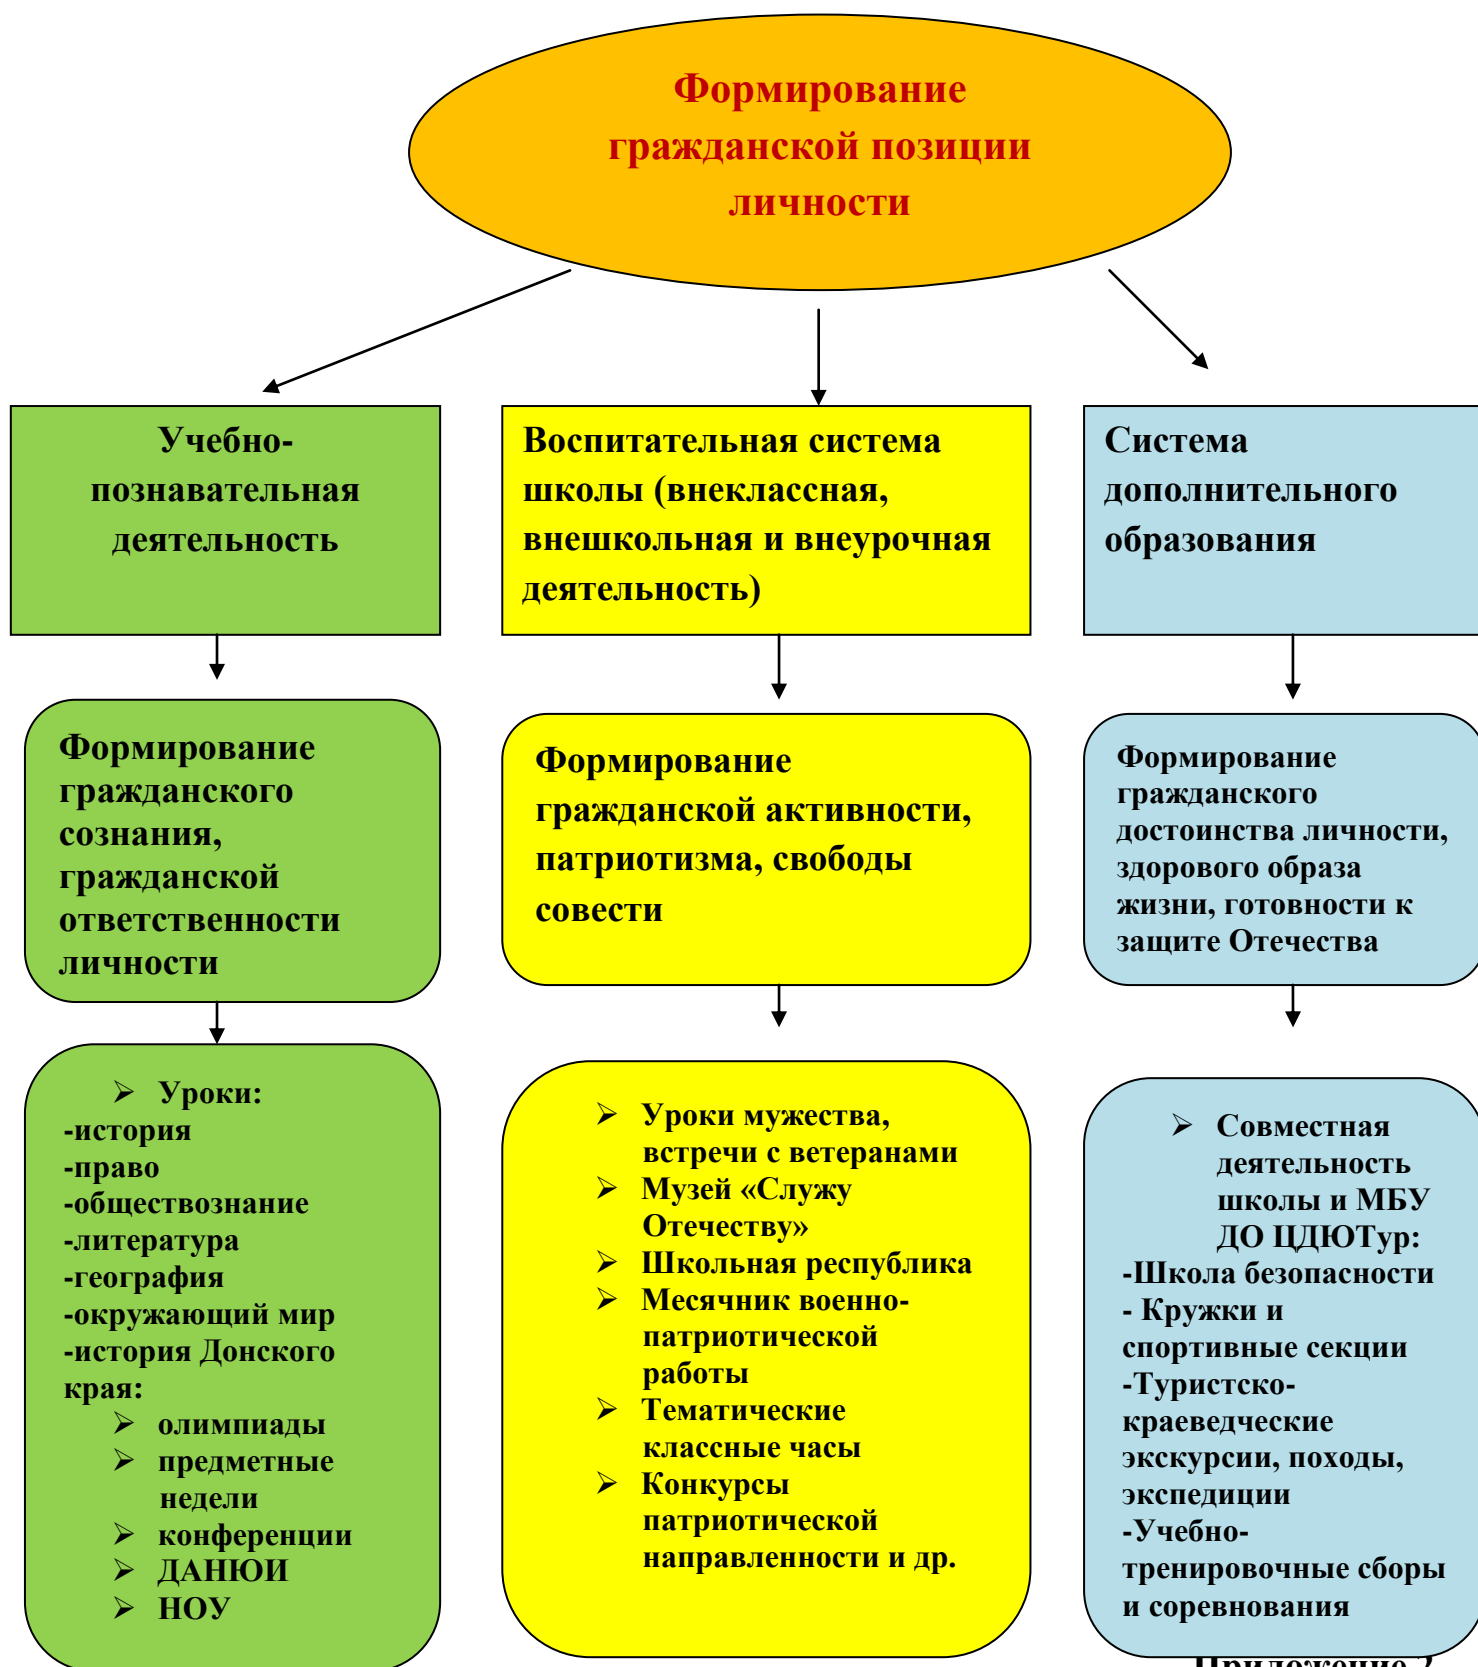 Формирование
гражданской позиции
личности
Учебно-
познавательная
деятельность
Воспитательная система
школы (внеклассная,
внешкольная и внеурочная
деятельность)
Система
дополнительного
образования
Формирование
гражданского
сознания,
гражданской
ответственности
личности
Формирование
гражданской активности,
патриотизма, свободы
совести
Формирование
гражданского
достоинства личности,
здорового образа
жизни, готовности к
защите Отечества
➢ Уроки:
-история
-право
-обществознание
-литература
-география
-окружающий мир
-история Донского
края:
➢ олимпиады
➢ предметные
недели
➢ конференции
➢ ДАНЮИ
➢ НОУ
➢ Уроки мужества,
встречи с ветеранами
➢ Музей «Служу
Отечеству»
➢ Школьная республика
➢ Месячник военно-
патриотической
работы
➢ Тематические
классные часы
➢ Конкурсы
патриотической
направленности и др.
➢ Совместная
деятельность
школы и МБУ
ДО ЦДЮТур:
-Школа безопасности
- Кружки и
спортивные секции
-Туристско-
краеведческие
экскурсии, походы,
экспедиции
-Учебно-
тренировочные сборы
и соревнования
Приложение 2